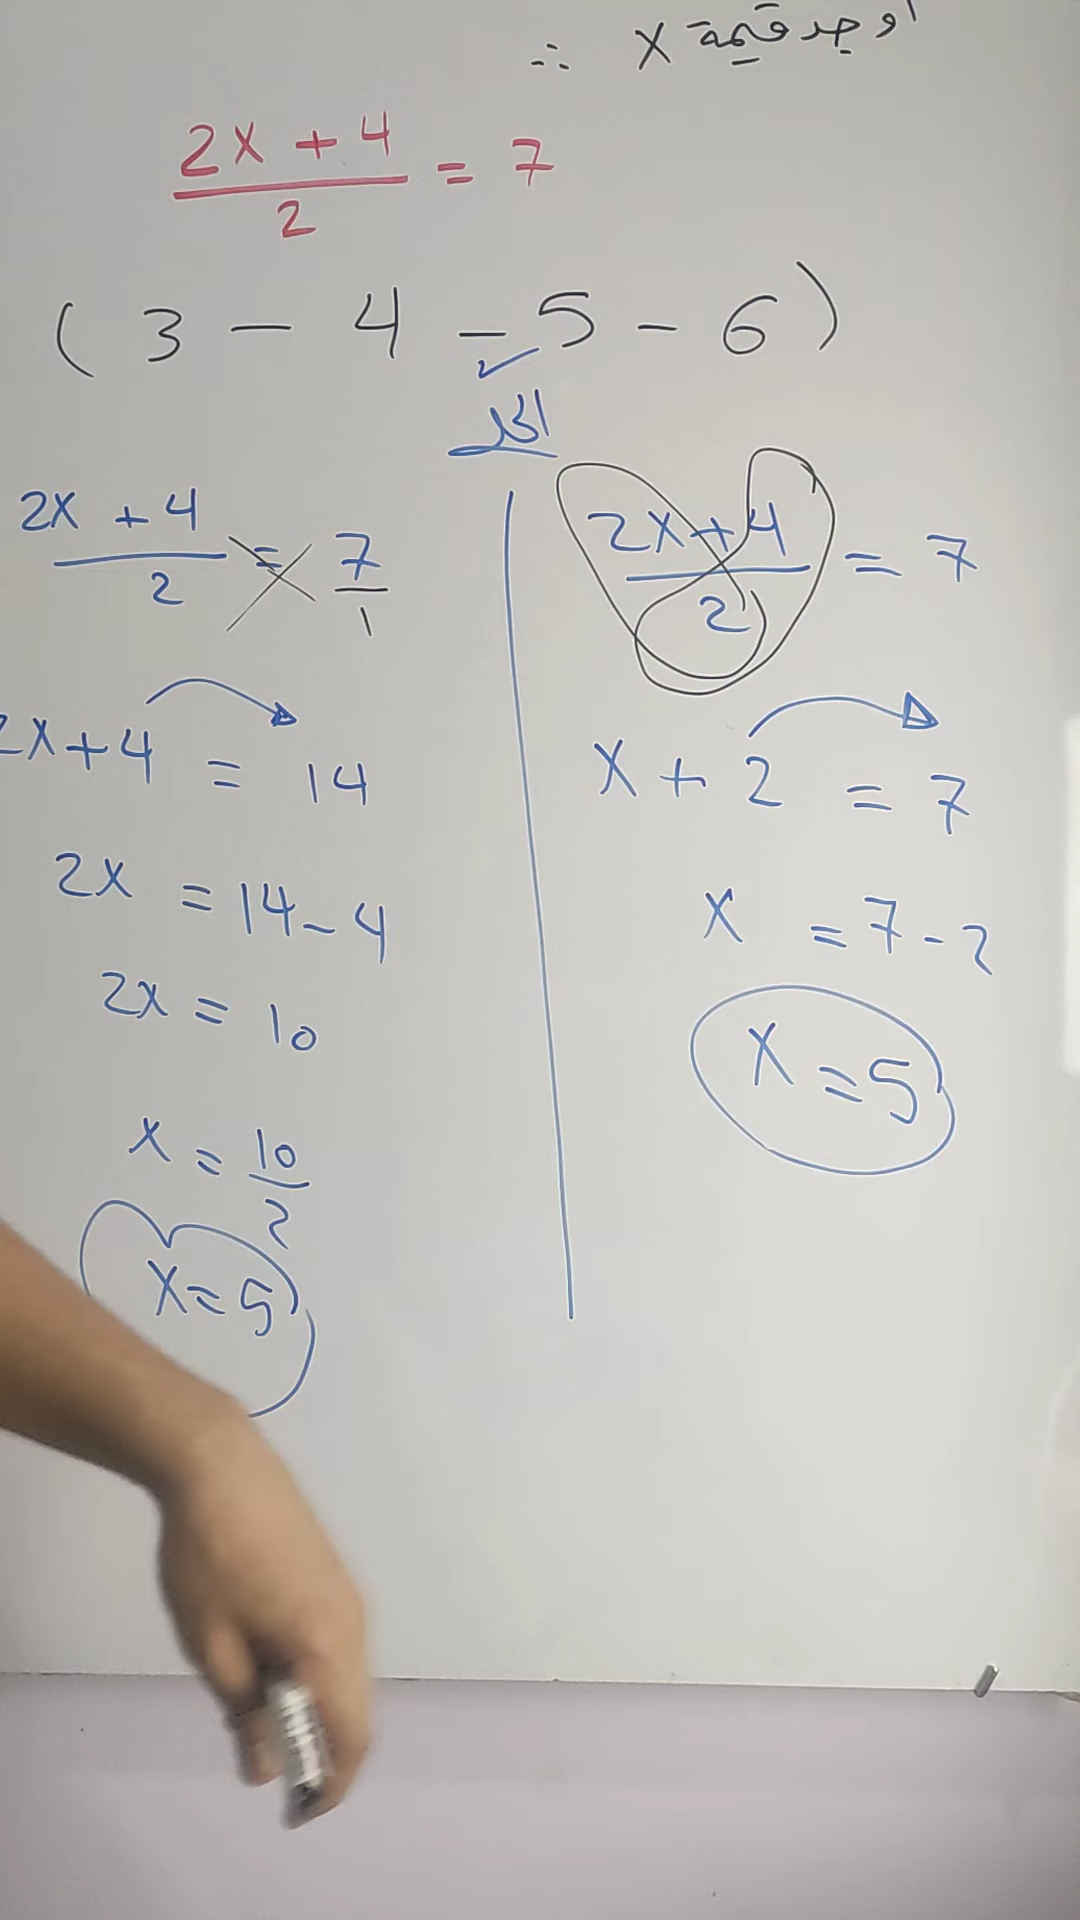 اوجد قيمة X ∴
(2x + 4)/2 = 7
( 3 – 4 – 5 – 6 )
✓
الحل
(2x + 4)/2 = 7/1
2x+4 = 14
2x = 14-4
2x = 10
x = 10/2
x=5
(2x+4)/2 = 7
x+2 = 7
x = 7-2
x = 5